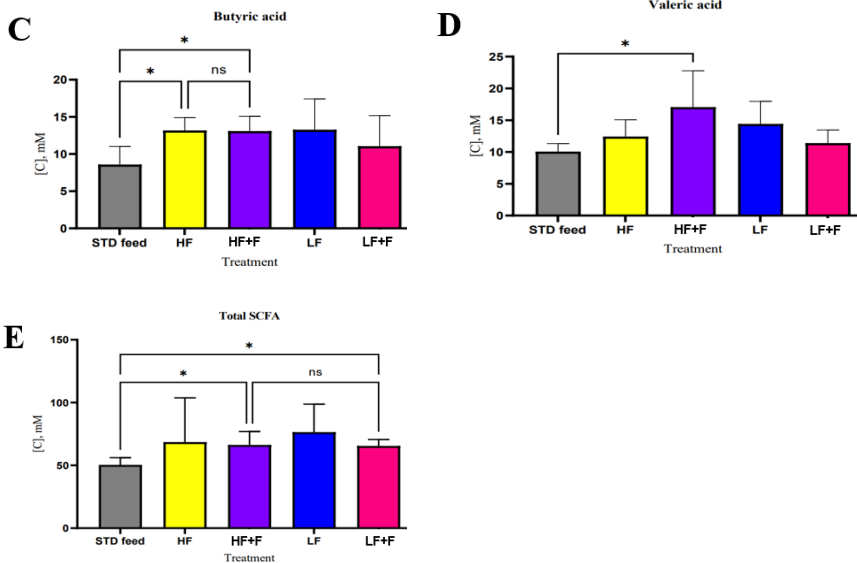 C
Butyric acid
*
*
ns
20
15
10
5
0
[C], mM
STD feed HF HF+F LF LF+F
Treatment
D
Valeric acid
*
25
20
15
10
5
0
[C], mM
STD feed HF HF+F LF LF+F
Treatment
E
Total SCFA
*
*
ns
150
100
50
0
[C], mM
STD feed HF HF+F LF LF+F
Treatment